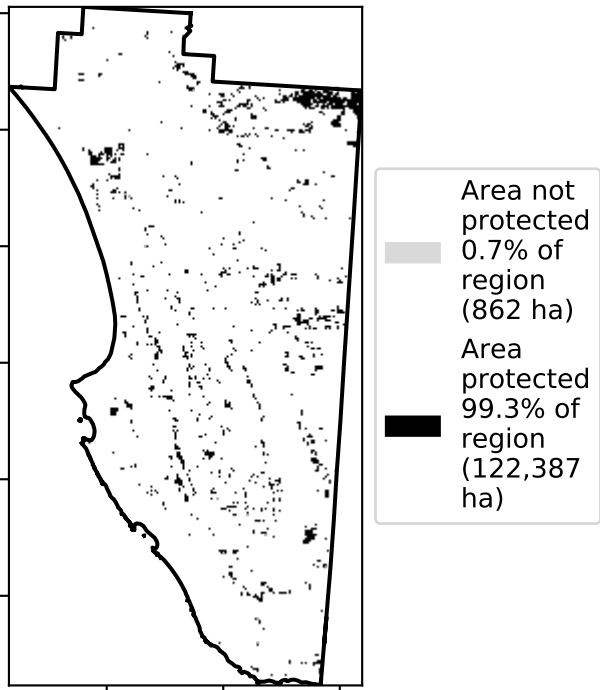 Area not
protected
0.7% of
region
(862 ha)
Area
protected
99.3% of
region
(122,387
ha)